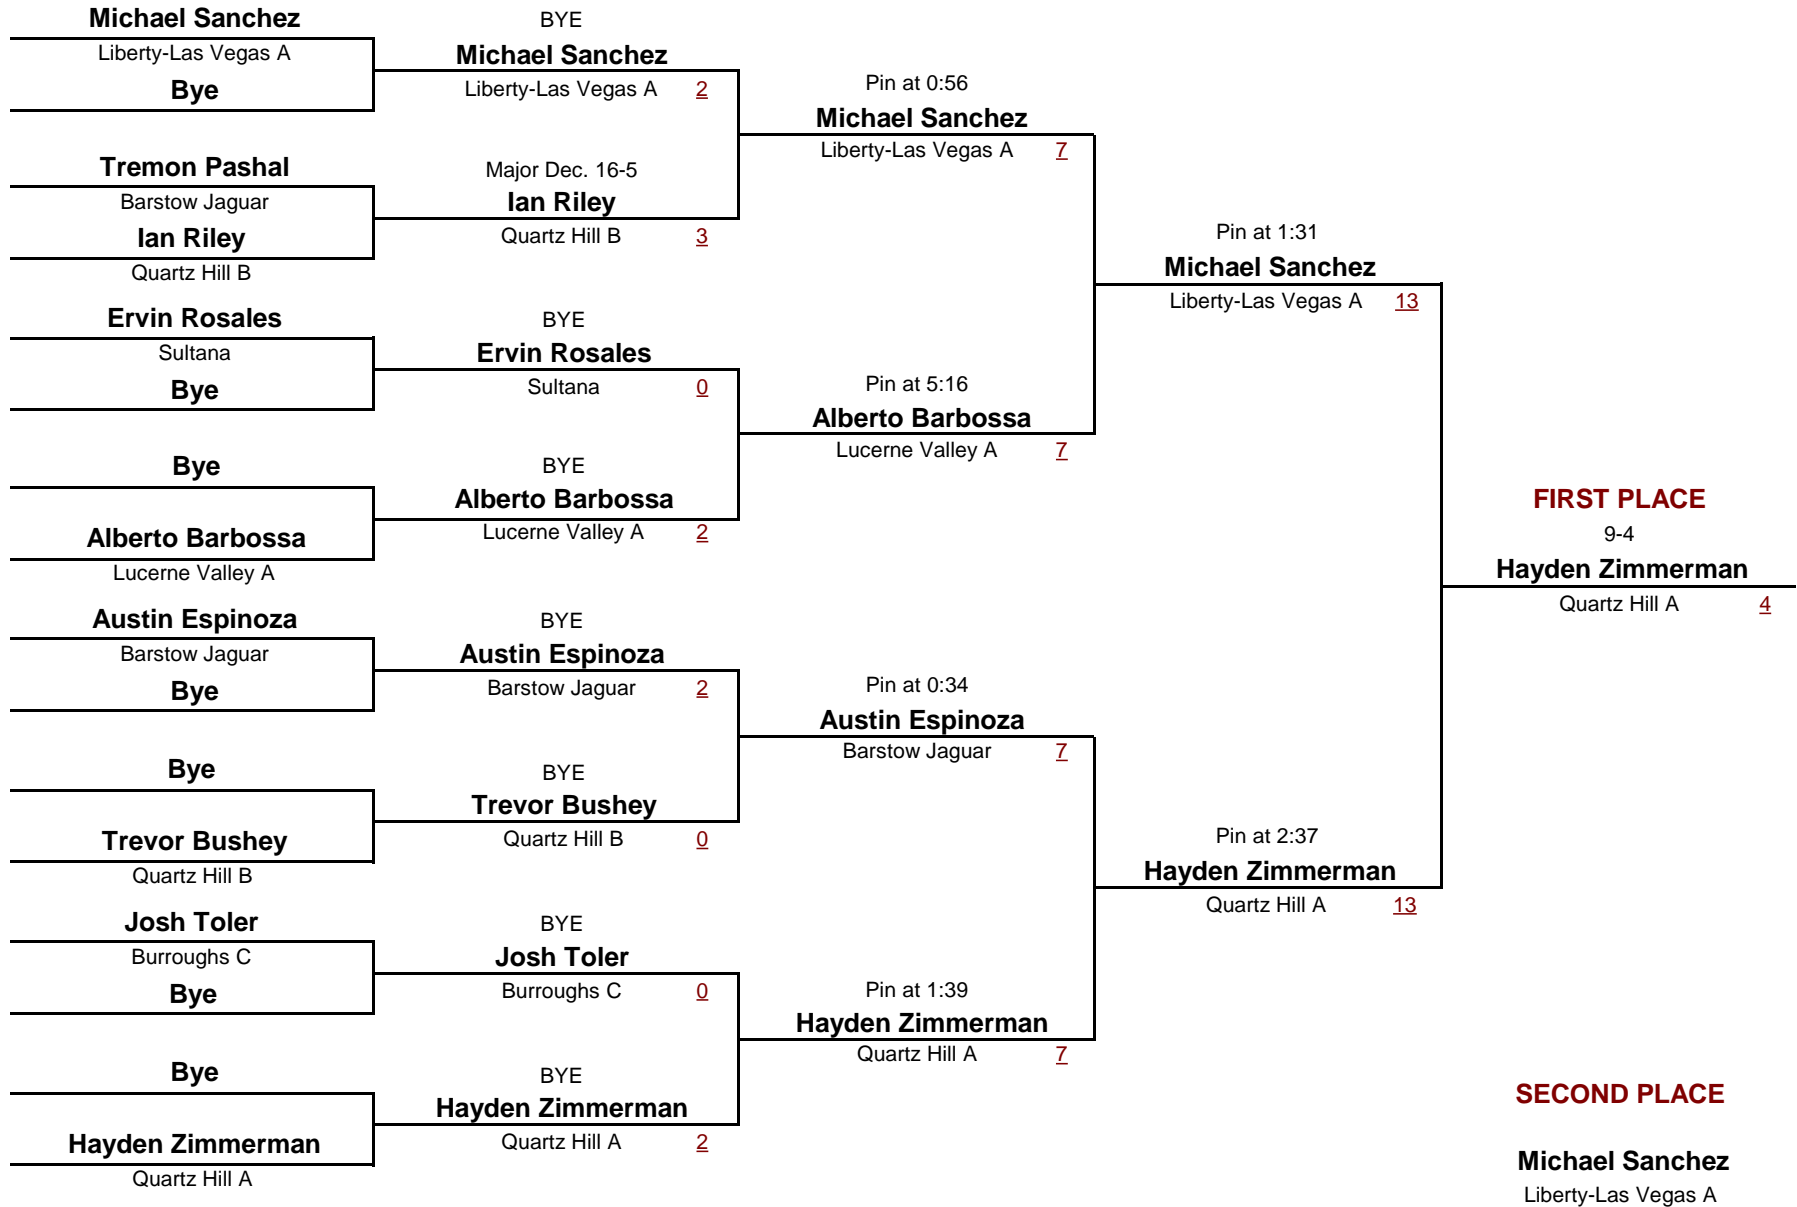 Michael Sanchez
Liberty-Las Vegas A
Bye
Tremon Pashal
Barstow Jaguar
Ian Riley
Quartz Hill B
Ervin Rosales
Sultana
Bye
Bye
Alberto Barbossa
Lucerne Valley A
Austin Espinoza
Barstow Jaguar
Bye
Bye
Trevor Bushey
Quartz Hill B
Josh Toler
Burroughs C
Bye
Bye
Hayden Zimmerman
Quartz Hill A
BYE
Michael Sanchez
Liberty-Las Vegas A 2
Major Dec. 16-5
Ian Riley
Quartz Hill B 3
BYE
Ervin Rosales
Sultana 0
BYE
Alberto Barbossa
Lucerne Valley A 2
BYE
Austin Espinoza
Barstow Jaguar 2
BYE
Trevor Bushey
Quartz Hill B 0
BYE
Josh Toler
Burroughs C 0
BYE
Hayden Zimmerman
Quartz Hill A 2
Pin at 0:56
Michael Sanchez
Liberty-Las Vegas A 7
Pin at 5:16
Alberto Barbossa
Lucerne Valley A 7
Pin at 0:34
Austin Espinoza
Barstow Jaguar 7
Pin at 1:39
Hayden Zimmerman
Quartz Hill A 7
Pin at 1:31
Michael Sanchez
Liberty-Las Vegas A 13
Pin at 2:37
Hayden Zimmerman
Quartz Hill A 13
FIRST PLACE
9-4
Hayden Zimmerman
Quartz Hill A 4
SECOND PLACE
Michael Sanchez
Liberty-Las Vegas A